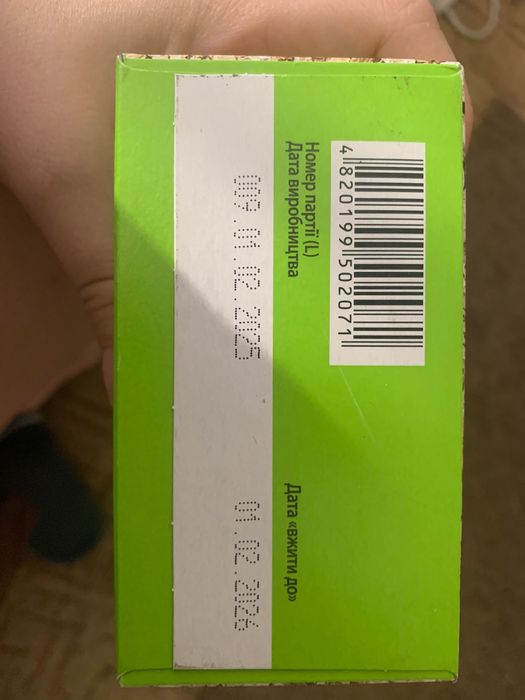 4 820199 502071
Номер партії (L)
Дата виробництва
Дата «вжити до»
009.01.02.2025
01.02.2026